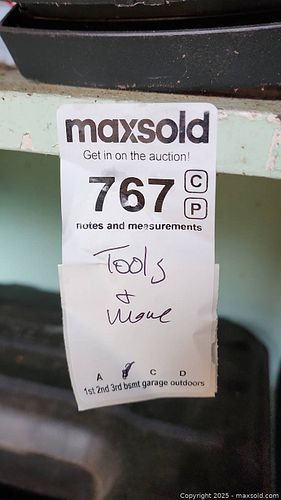 maxsold
Get in on the auction!
767 C
P
notes and measurements
Tools
+
More
A B C D
1st 2nd 3rd bsmt garage outdoors
Copyright 2025 - maxsold.com